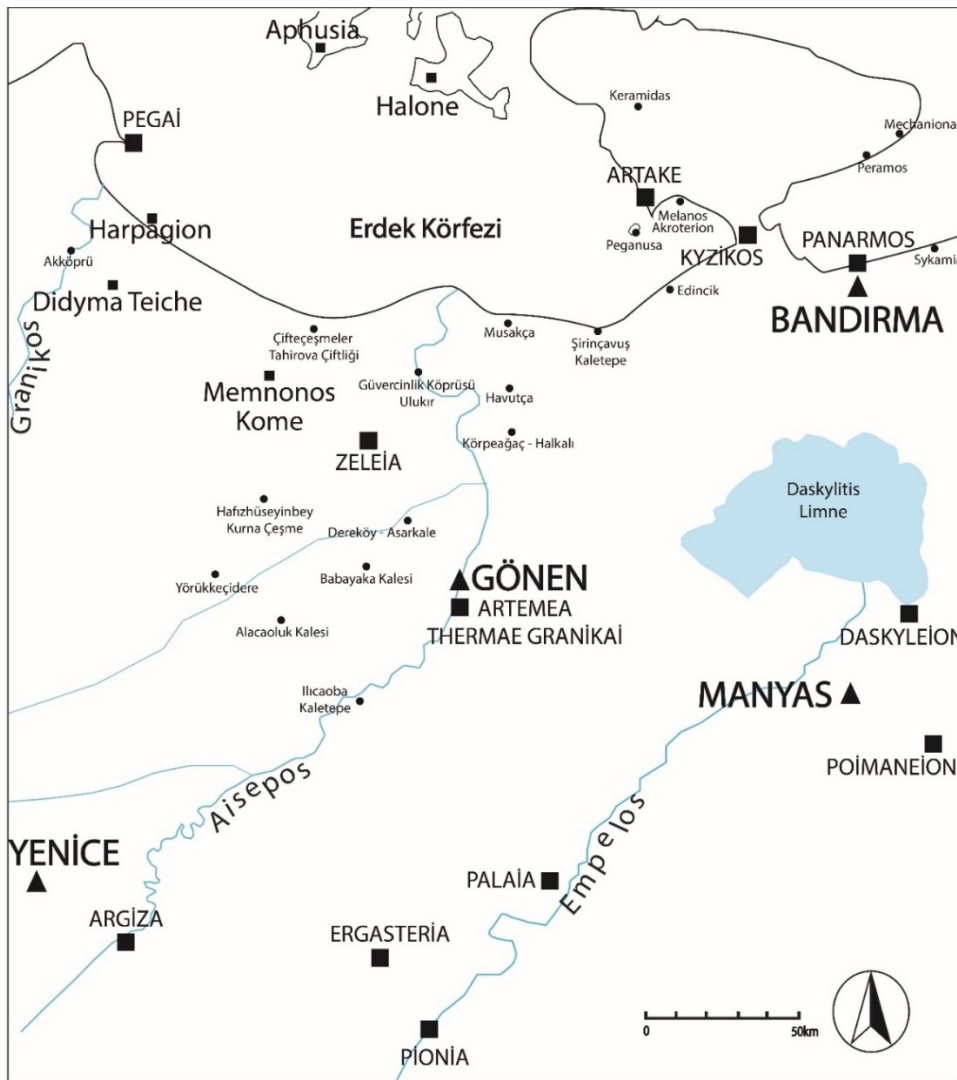 Aphusia
Halone
Keramidas
Mechaniona
PEGAİ
Peramos
ARTAKE
Melanos
Akroterion
Harpagion
Erdek Körfezi
Peganusa
KYZİKOS
PANARMOS
Sykamia
Akköprü
Didyma Teiche
Edincik
BANDIRMA
Granikos
Çifteçeşmeler
Tahirova Çiftliği
Musakça
Şirinçavuş
Kaletepe
Memnonos
Kome
Güvercinlik Köprüsü
Ulukır
Havutça
Körpeağaç - Halkalı
ZELEİA
Daskylitis
Limne
Hafızhüseyinbey
Kurna Çeşme
Dereköy - Asarkale
Yörükkeçidere
Babayaka Kalesi
GÖNEN
ARTEMEA
THERMAE GRANIKAI
Alacaoluk Kalesi
DASKYLEİON
Ilıcaoba
Kaletepe
MANYAS
POİMANEİON
Aisepos
Empelos
YENİCE
PALAİA
ARGİZA
ERGASTERİA
PİONİA
0 50km